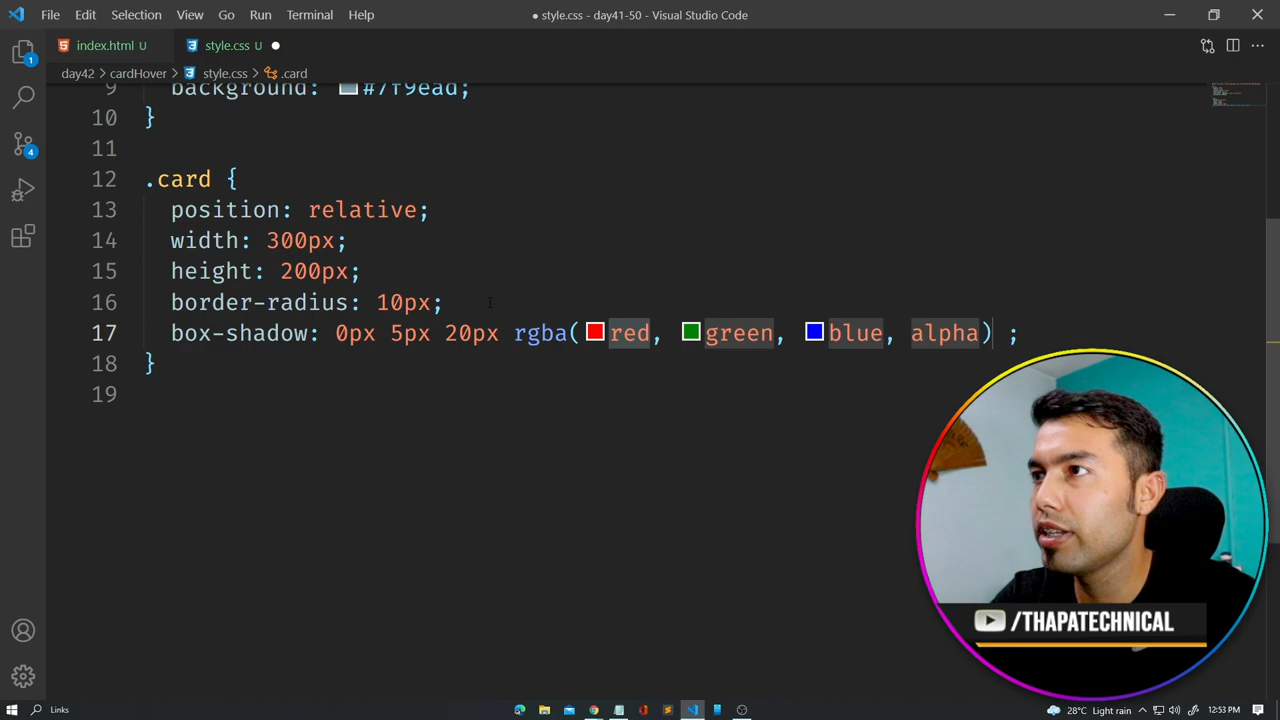 File Edit Selection View Go Run Terminal Help
● style.css - day41-50 - Visual Studio Code
index.html U
style.css U
day42 > cardHover > style.css > .card
9 background: #7f9ead;
10 }
11
12 .card {
13 position: relative;
14 width: 300px;
15 height: 200px;
16 border-radius: 10px;
17 box-shadow: 0px 5px 20px rgba(red, green, blue, alpha) ;
18 }
19
1
4
/THAPATECHNICAL
Links
28°C Light rain
12:53 PM